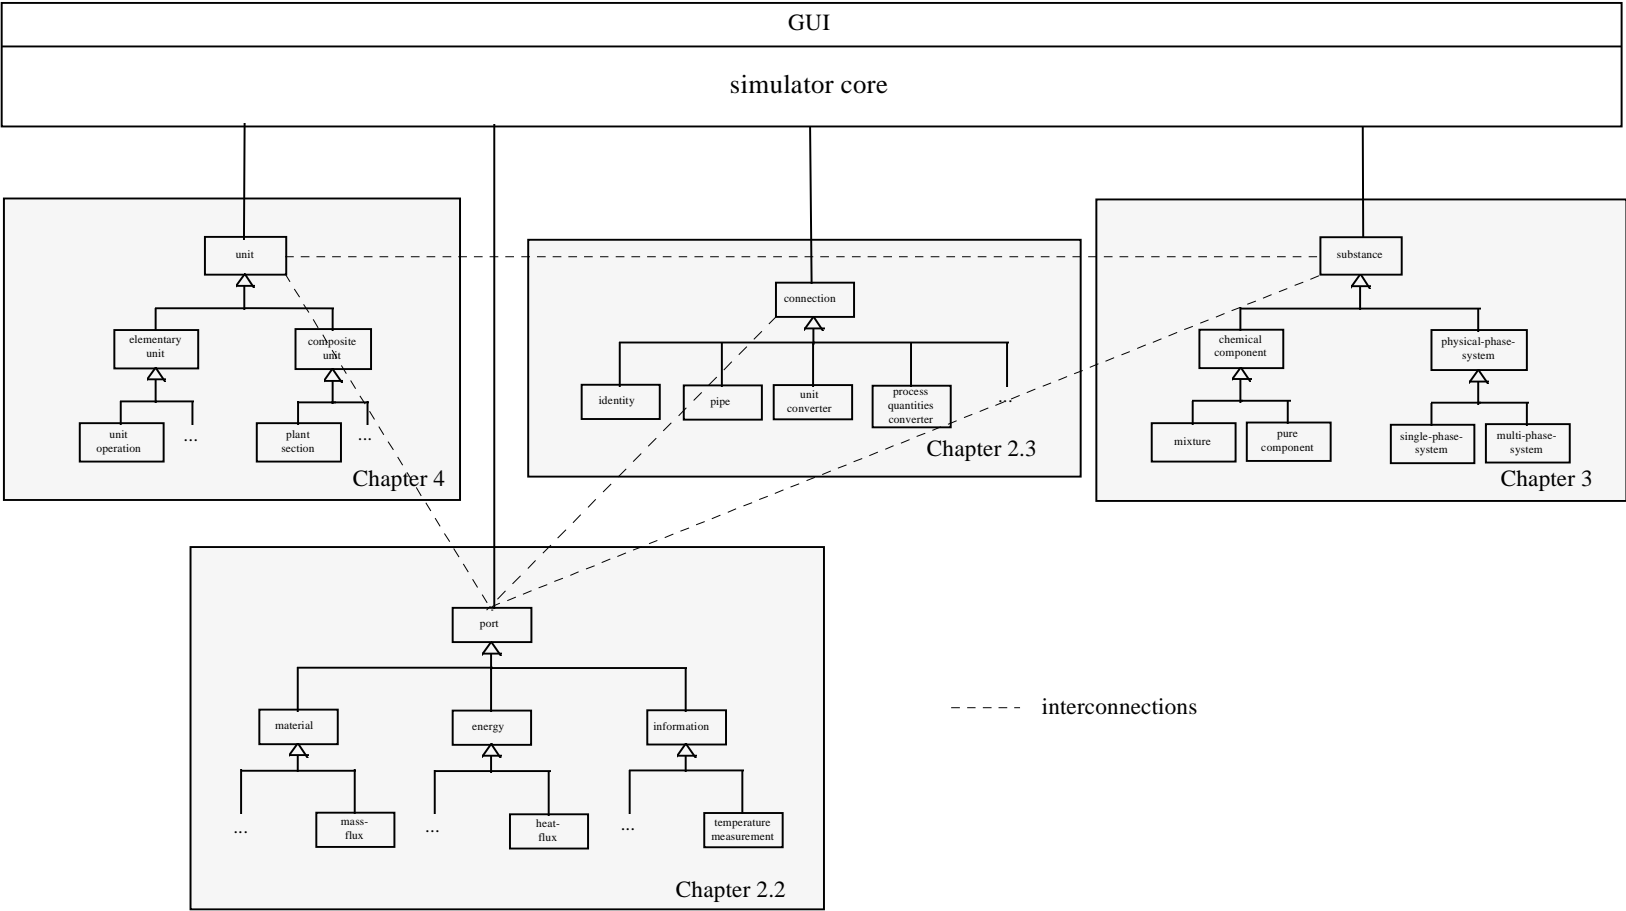 GUI
simulator core
unit
elementary
unit
composite
unit
unit
operation
...
plant
section
...
Chapter 4
connection
identity
pipe
unit
converter
process
quantities
converter
...
Chapter 2.3
substance
chemical
component
physical-phase-
system
mixture
pure
component
single-phase-
system
multi-phase-
system
Chapter 3
port
material
energy
information
...
mass-
flux
...
heat-
flux
...
temperature
measurement
Chapter 2.2
interconnections